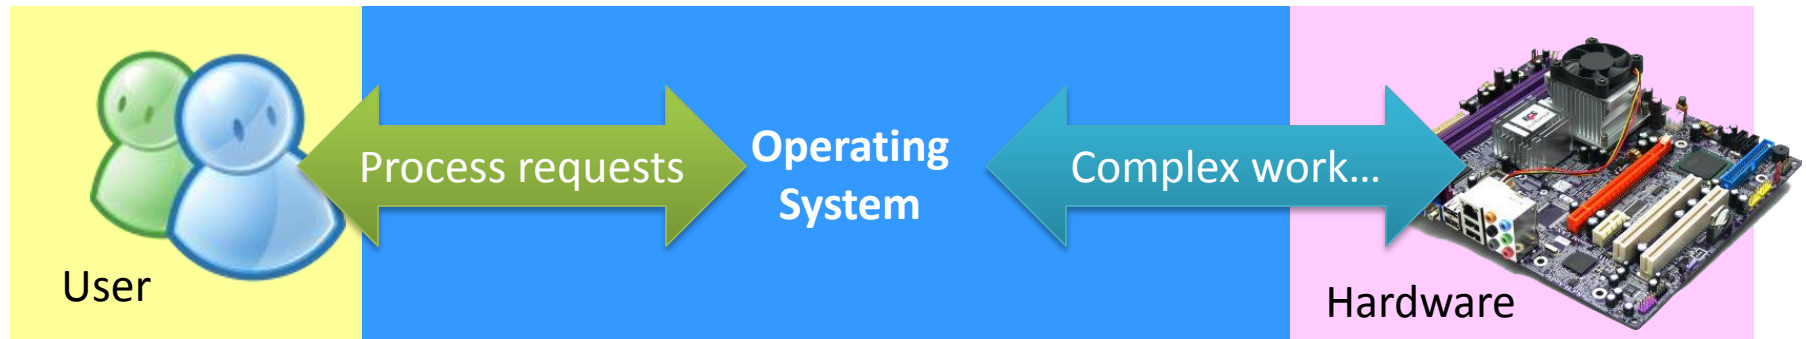 User
Process requests
Operating
System
Complex work...
Hardware